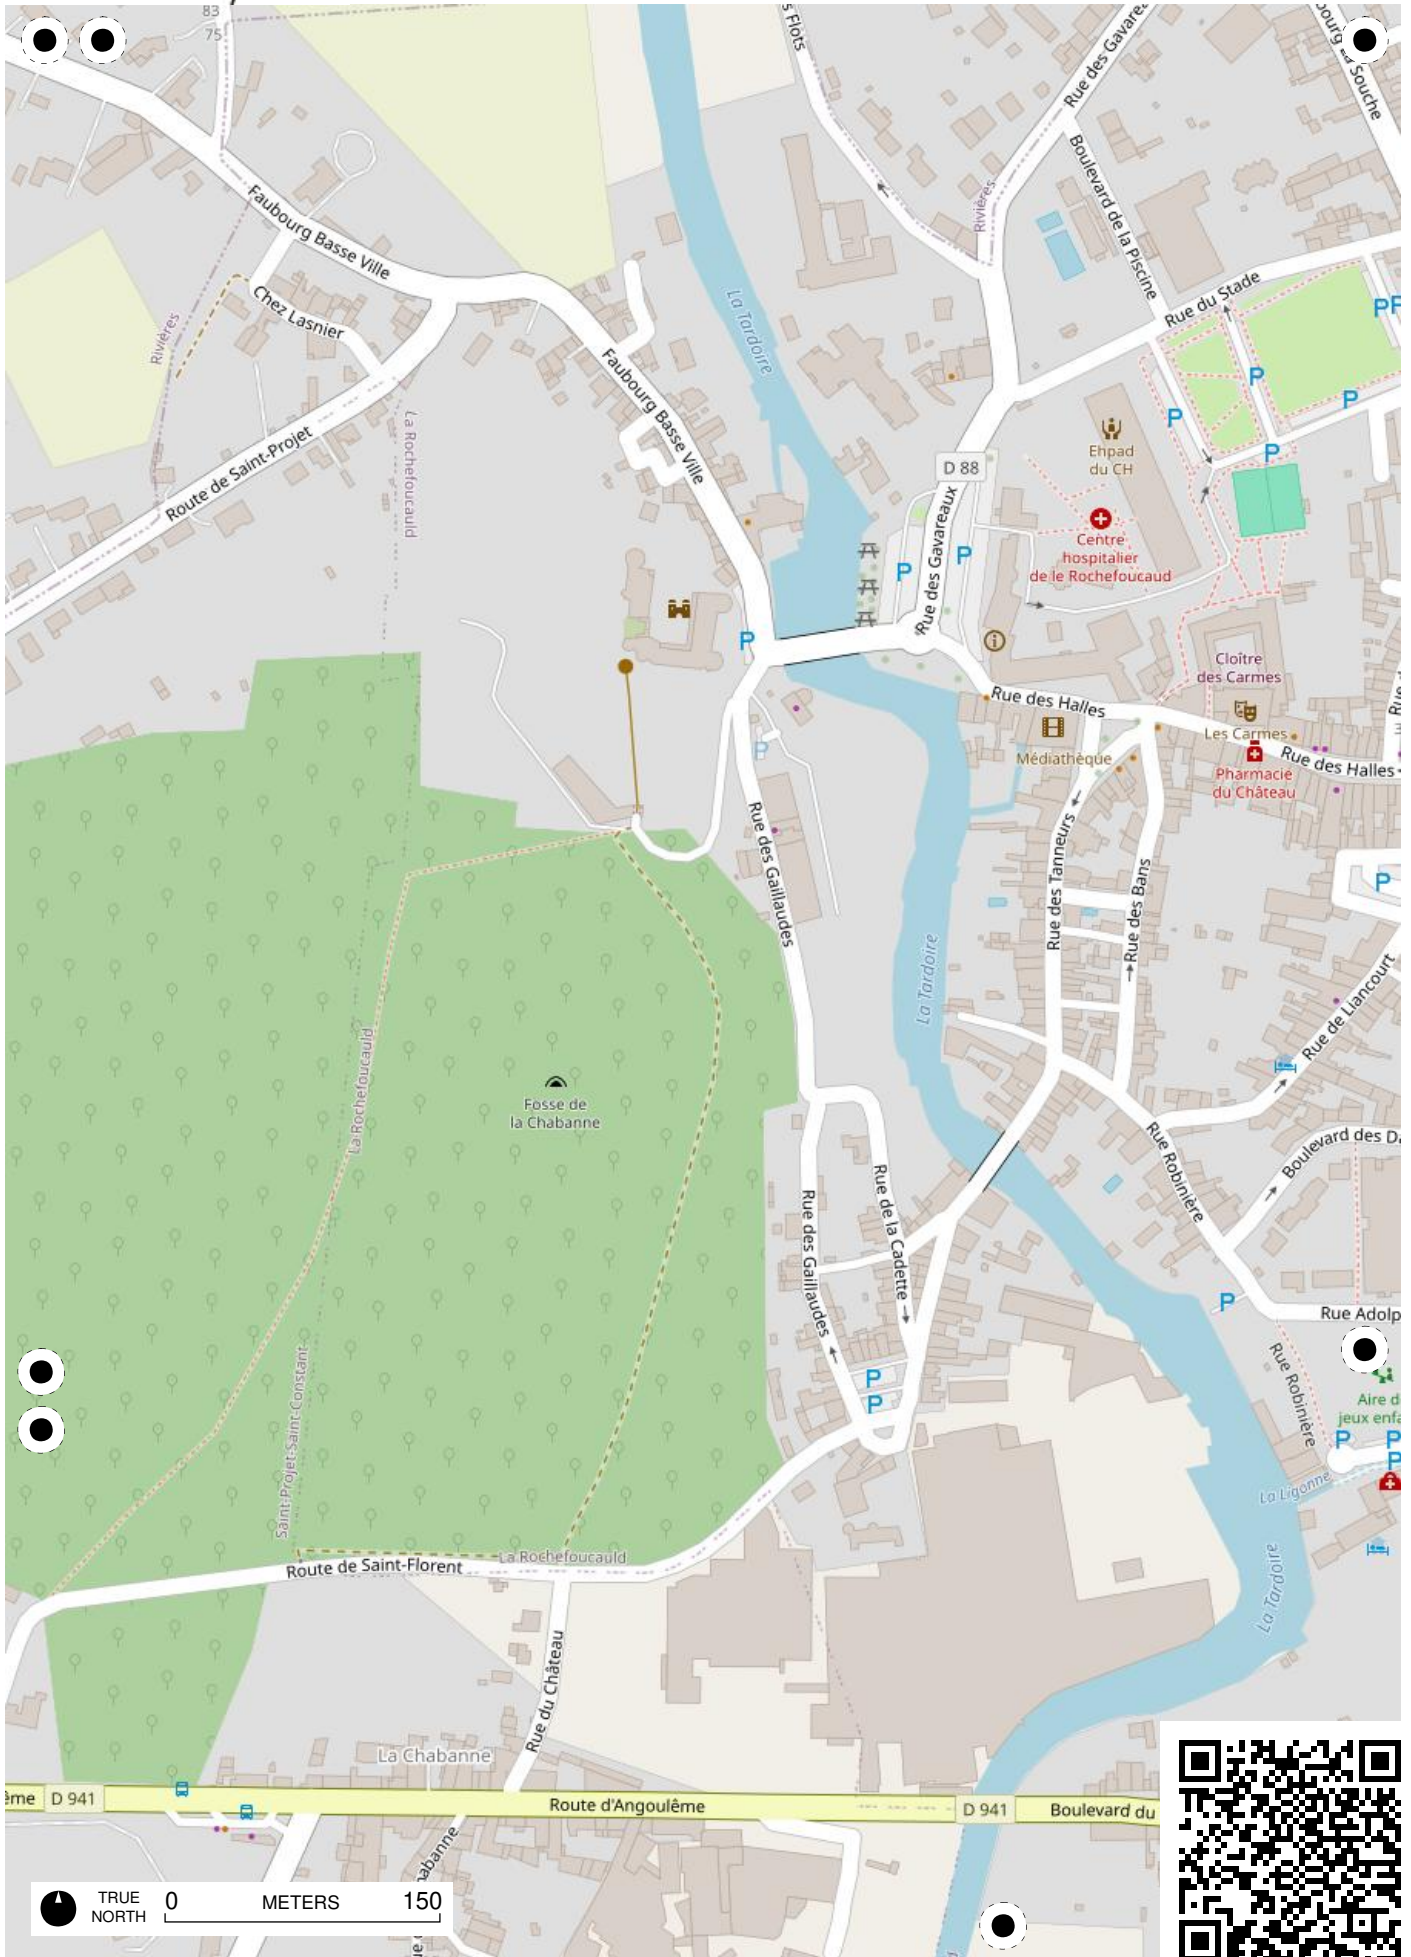 83
75
Rue des Gavare
Souche
Boulevard de la Piscine
Rivières
Faubourg Basse Ville
Rue du Stade
La Tardoire
Chez Lasnier
Rivières
Faubourg Basse Ville
P
P
P
P
P
Ehpad
du CH
La Rochefoucauld
Route de Saint-Projet
D 88
Centre
hospitalier
de le Rochefoucaud
P
P
Rue des Gavareaux
P
Cloître
des Carmes
Rue des Halles
Les Carmes
Médiathèque
Rue des Halles
P
Pharmacie
du Château
Rue des Gaillaudes
Rue des Tanneurs
Rue des Bans
P
La Tardoire
Rue de Liancourt
La Rochefoucauld
Fosse de
la Chabanne
Rue Robinière
Boulevard des Da
Rue des Gaillaudes
Rue de la Cadette
P
Rue Adolp
Saint-Projet-Saint-Constant
P
P
Rue Robinière
Aire d
jeux enfa
P
P
P
La Ligonne
La Rochefoucauld
Route de Saint-Florent
La Tardoire
Rue du Château
La Chabanne
ême
D 941
Route d'Angoulême
D 941
Boulevard du
abanne
TRUE
NORTH
0 METERS 150